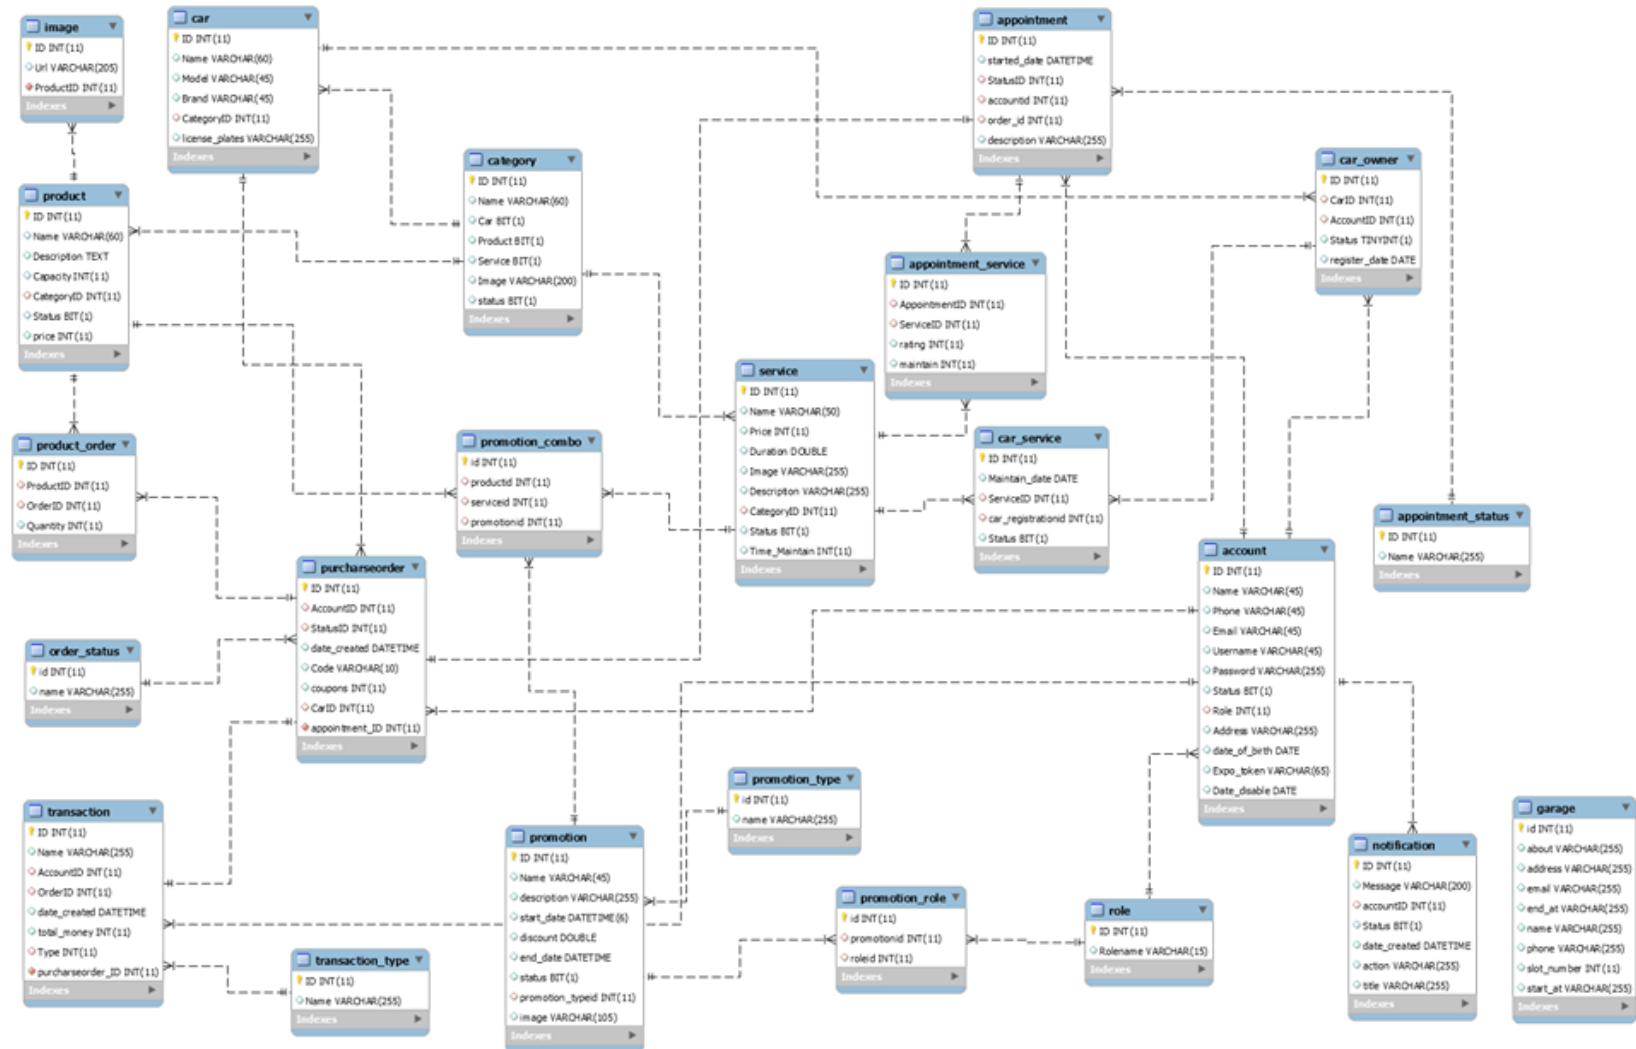 image
ID INT(11)
Url VARCHAR(205)
ProductID INT(11)
Indexes
car
ID INT(11)
Name VARCHAR(60)
Model VARCHAR(45)
Brand VARCHAR(45)
CategoryID INT(11)
license_plates VARCHAR(255)
Indexes
appointment
ID INT(11)
started_date DATETIME
StatusID INT(11)
accountid INT(11)
order_id INT(11)
description VARCHAR(255)
Indexes
category
ID INT(11)
Name VARCHAR(60)
Car BIT(1)
Product BIT(1)
Service BIT(1)
Image VARCHAR(200)
status BIT(1)
Indexes
car_owner
ID INT(11)
CarID INT(11)
AccountID INT(11)
Status TINYINT(1)
register_date DATE
Indexes
product
ID INT(11)
Name VARCHAR(60)
Description TEXT
Capacity INT(11)
CategoryID INT(11)
Status BIT(1)
price INT(11)
Indexes
appointment_service
ID INT(11)
AppointmentID INT(11)
ServiceID INT(11)
rating INT(11)
maintain INT(11)
Indexes
service
ID INT(11)
Name VARCHAR(50)
Price INT(11)
Duration DOUBLE
Image VARCHAR(255)
Description VARCHAR(255)
CategoryID INT(11)
Status BIT(1)
Time_Maintain INT(11)
Indexes
product_order
ID INT(11)
ProductID INT(11)
OrderID INT(11)
Quantity INT(11)
Indexes
promotion_combo
id INT(11)
productid INT(11)
serviceid INT(11)
promotionid INT(11)
Indexes
car_service
ID INT(11)
Maintain_date DATE
ServiceID INT(11)
car_registrationid INT(11)
Status BIT(1)
Indexes
appointment_status
ID INT(11)
Name VARCHAR(255)
Indexes
purcharseorder
ID INT(11)
AccountID INT(11)
StatusID INT(11)
date_created DATETIME
Code VARCHAR(10)
coupons INT(11)
CarID INT(11)
appointment_ID INT(11)
Indexes
account
ID INT(11)
Name VARCHAR(45)
Phone VARCHAR(45)
Email VARCHAR(45)
Username VARCHAR(45)
Password VARCHAR(255)
Status BIT(1)
Role INT(11)
Address VARCHAR(255)
date_of_birth DATE
Expo_token VARCHAR(65)
Date_disable DATE
Indexes
order_status
id INT(11)
name VARCHAR(255)
Indexes
promotion_type
id INT(11)
name VARCHAR(255)
Indexes
transaction
ID INT(11)
Name VARCHAR(255)
AccountID INT(11)
OrderID INT(11)
date_created DATETIME
total_money INT(11)
Type INT(11)
purcharseorder_ID INT(11)
Indexes
promotion
ID INT(11)
Name VARCHAR(45)
description VARCHAR(255)
start_date DATETIME(6)
discount DOUBLE
end_date DATETIME
status BIT(1)
promotion_typeid INT(11)
image VARCHAR(105)
Indexes
garage
id INT(11)
about VARCHAR(255)
address VARCHAR(255)
email VARCHAR(255)
end_at VARCHAR(255)
name VARCHAR(255)
phone VARCHAR(255)
slot_number INT(11)
start_at VARCHAR(255)
Indexes
notification
ID INT(11)
Message VARCHAR(200)
accountID INT(11)
Status BIT(1)
date_created DATETIME
action VARCHAR(255)
title VARCHAR(255)
Indexes
promotion_role
id INT(11)
promotionid INT(11)
roleid INT(11)
Indexes
role
ID INT(11)
Rolename VARCHAR(15)
Indexes
transaction_type
ID INT(11)
Name VARCHAR(255)
Indexes